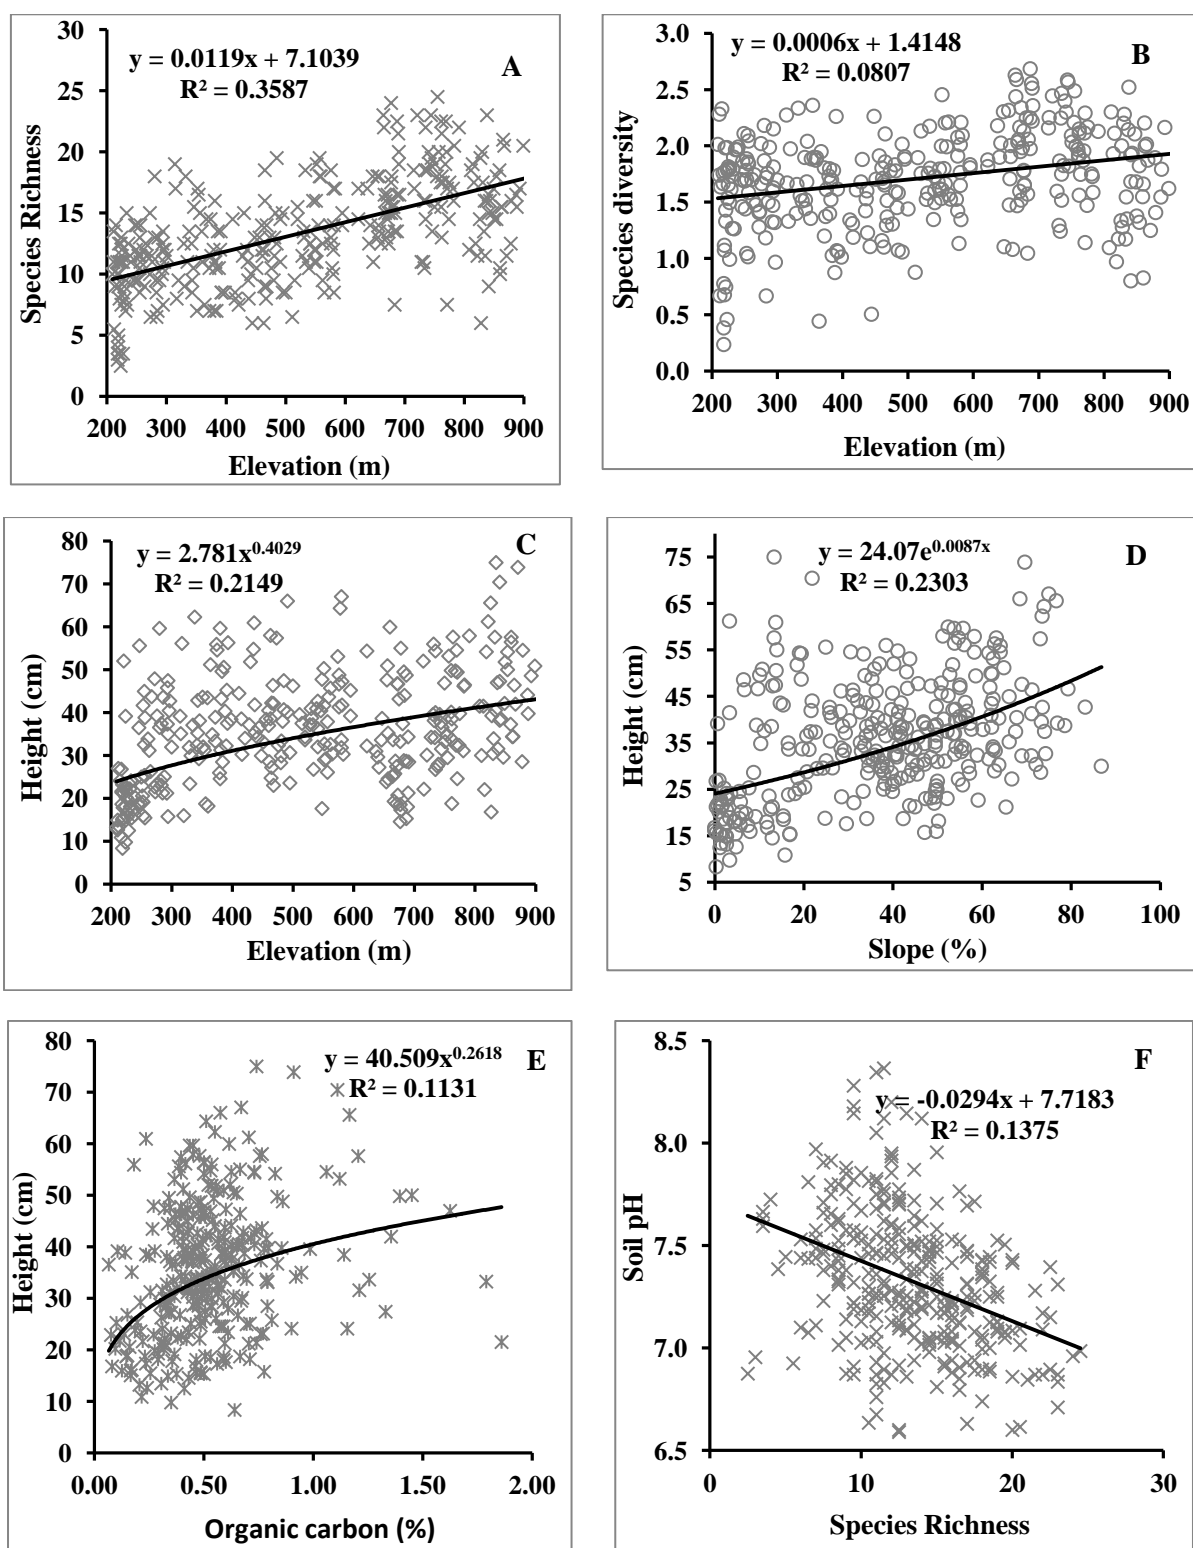 y = 0.0119x + 7.1039
R² = 0.3587
A
Species Richness
30
25
20
15
10
5
0
200 300 400 500 600 700 800 900
Elevation (m)
y = 0.0006x + 1.4148
R² = 0.0807
B
Species diversity
3.0
2.5
2.0
1.5
1.0
0.5
0.0
200 300 400 500 600 700 800 900
Elevation (m)
y = 2.781x^0.4029
R² = 0.2149
C
Height (cm)
80
70
60
50
40
30
20
10
0
200 300 400 500 600 700 800 900
Elevation (m)
y = 24.07e^0.0087x
R² = 0.2303
D
Height (cm)
75
65
55
45
35
25
15
5
0 20 40 60 80 100
Slope (%)
y = 40.509x^0.2618
R² = 0.1131
E
Height (cm)
80
70
60
50
40
30
20
10
0
0.00 0.50 1.00 1.50 2.00
Organic carbon (%)
y = -0.0294x + 7.7183
R² = 0.1375
F
Soil pH
8.5
8.0
7.5
7.0
6.5
0 10 20 30
Species Richness